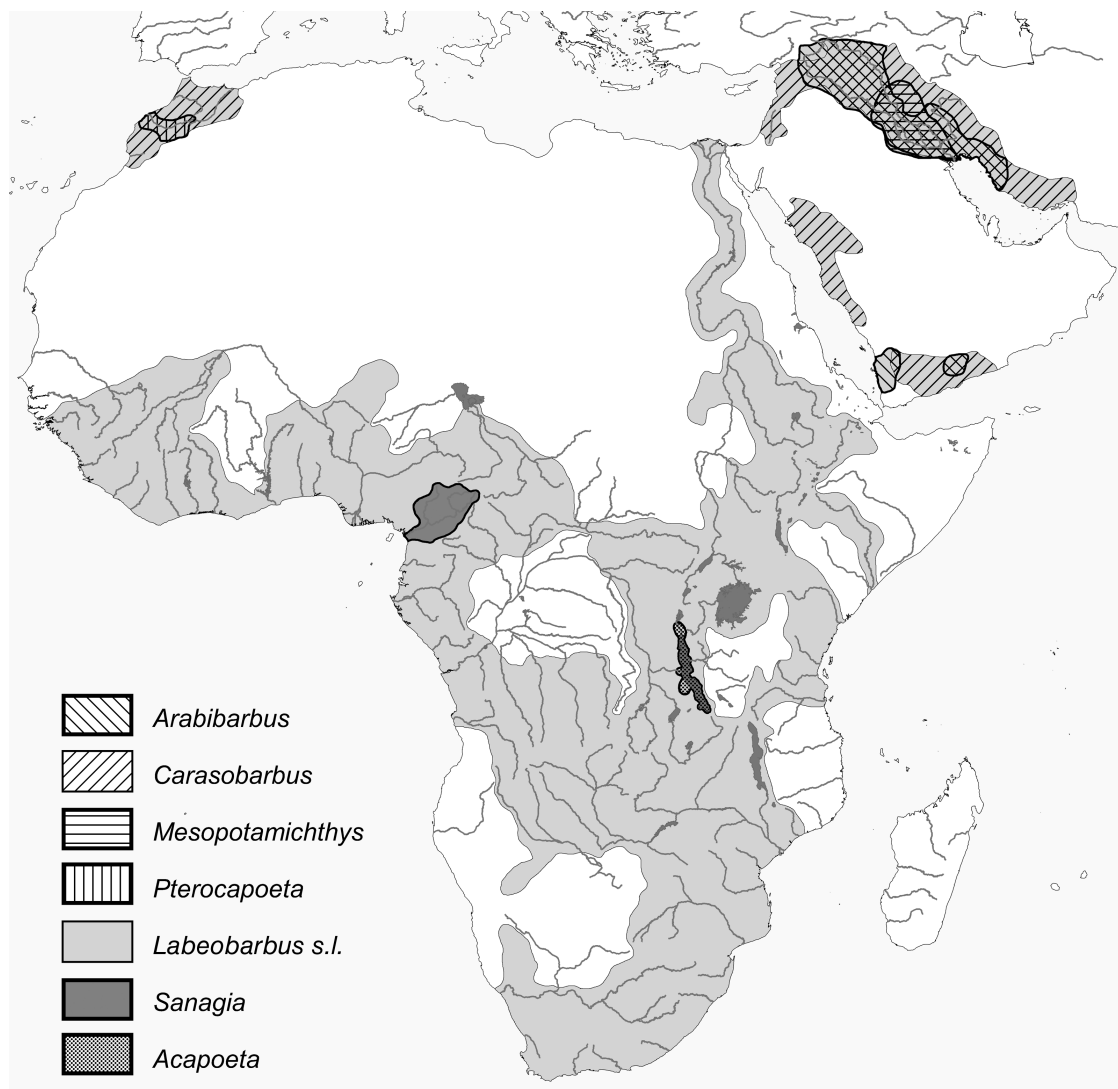 Arabibarbus
Carasobarbus
Mesopotamichthys
Pterocapoeta
Labeobarbus s.l.
Sanagia
Acapoeta